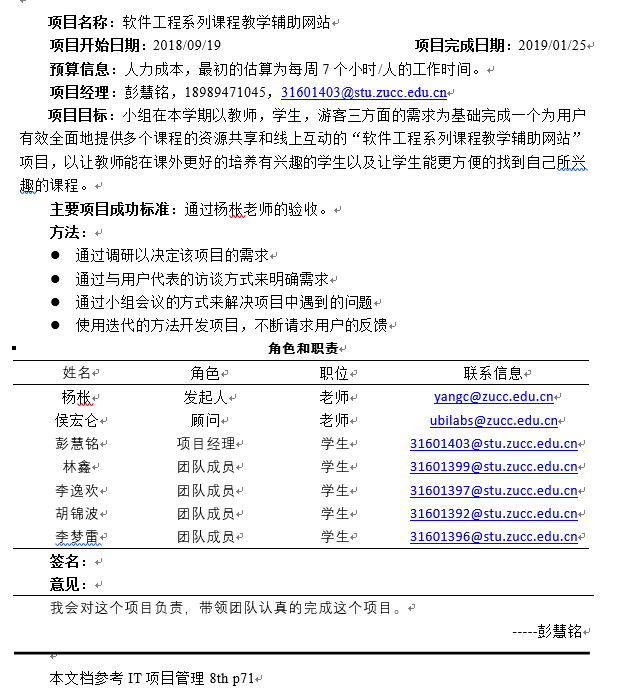 项目名称：软件工程系列课程教学辅助网站
项目开始日期：2018/09/19 项目完成日期：2019/01/25
预算信息：人力成本，最初的估算为每周 7 个小时/人的工作时间。
项目经理：彭慧铭，18989471045，31601403@stu.zucc.edu.cn
项目目标：小组在本学期以教师，学生，游客三方面的需求为基础完成一个为用户
有效全面地提供多个课程的资源共享和线上互动的“软件工程系列课程教学辅助网站”
项目，以让教师能在课外更好的培养有兴趣的学生以及让学生能更方便的找到自己所兴
趣的课程。
主要项目成功标准：通过杨枨老师的验收。
方法：
● 通过调研以决定该项目的需求
● 通过与用户代表的访谈方式来明确需求
● 通过小组会议的方式来解决项目中遇到的问题
● 使用迭代的方法开发项目，不断请求用户的反馈
角色和职责
姓名 角色 职位 联系信息
杨枨 发起人 老师 yangc@zucc.edu.cn
侯宏仑 顾问 老师 ubilabs@zucc.edu.cn
彭慧铭 项目经理 学生 31601403@stu.zucc.edu.cn
林鑫 团队成员 学生 31601399@stu.zucc.edu.cn
李逸欢 团队成员 学生 31601397@stu.zucc.edu.cn
胡锦波 团队成员 学生 31601392@stu.zucc.edu.cn
李梦雷 团队成员 学生 31601396@stu.zucc.edu.cn
签名：
意见：
我会对这个项目负责，带领团队认真的完成这个项目。
-----彭慧铭
本文档参考 IT 项目管理 8th p71